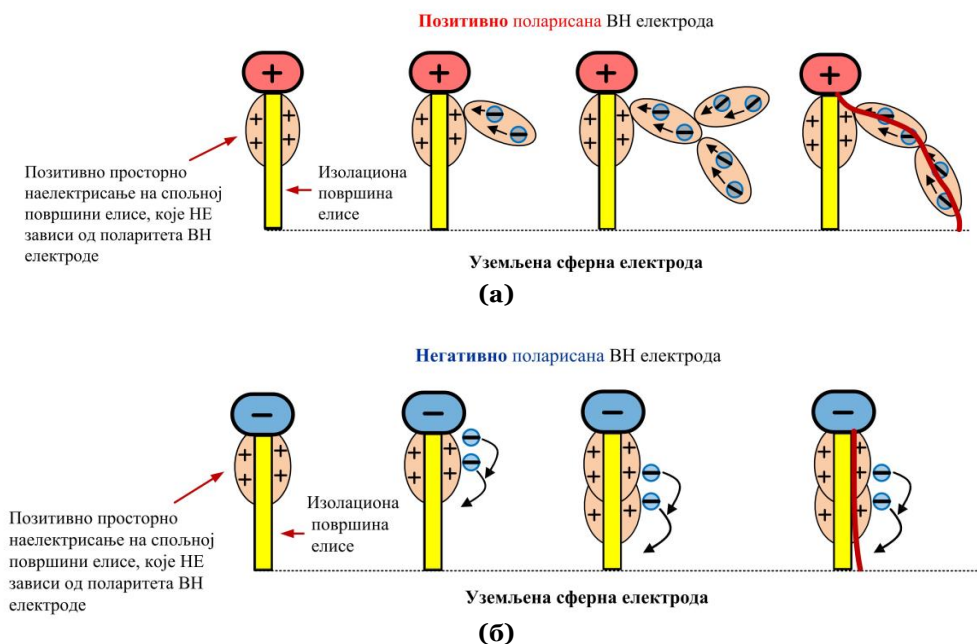 Позитивно поларисана ВН електрода
+
+
+
+
Позитивно просторно
наелектрисање на спољној
површини елисе, које НЕ
зависи од поларитета ВН
електроде
Изолациона
површина
елисе
Уземљена сферна електрода
(а)
Негативно поларисана ВН електрода
−
−
−
−
Позитивно просторно
наелектрисање на спољној
површини елисе, које НЕ
зависи од поларитета ВН
електроде
Изолациона
површина
елисе
Уземљена сферна електрода
(б)